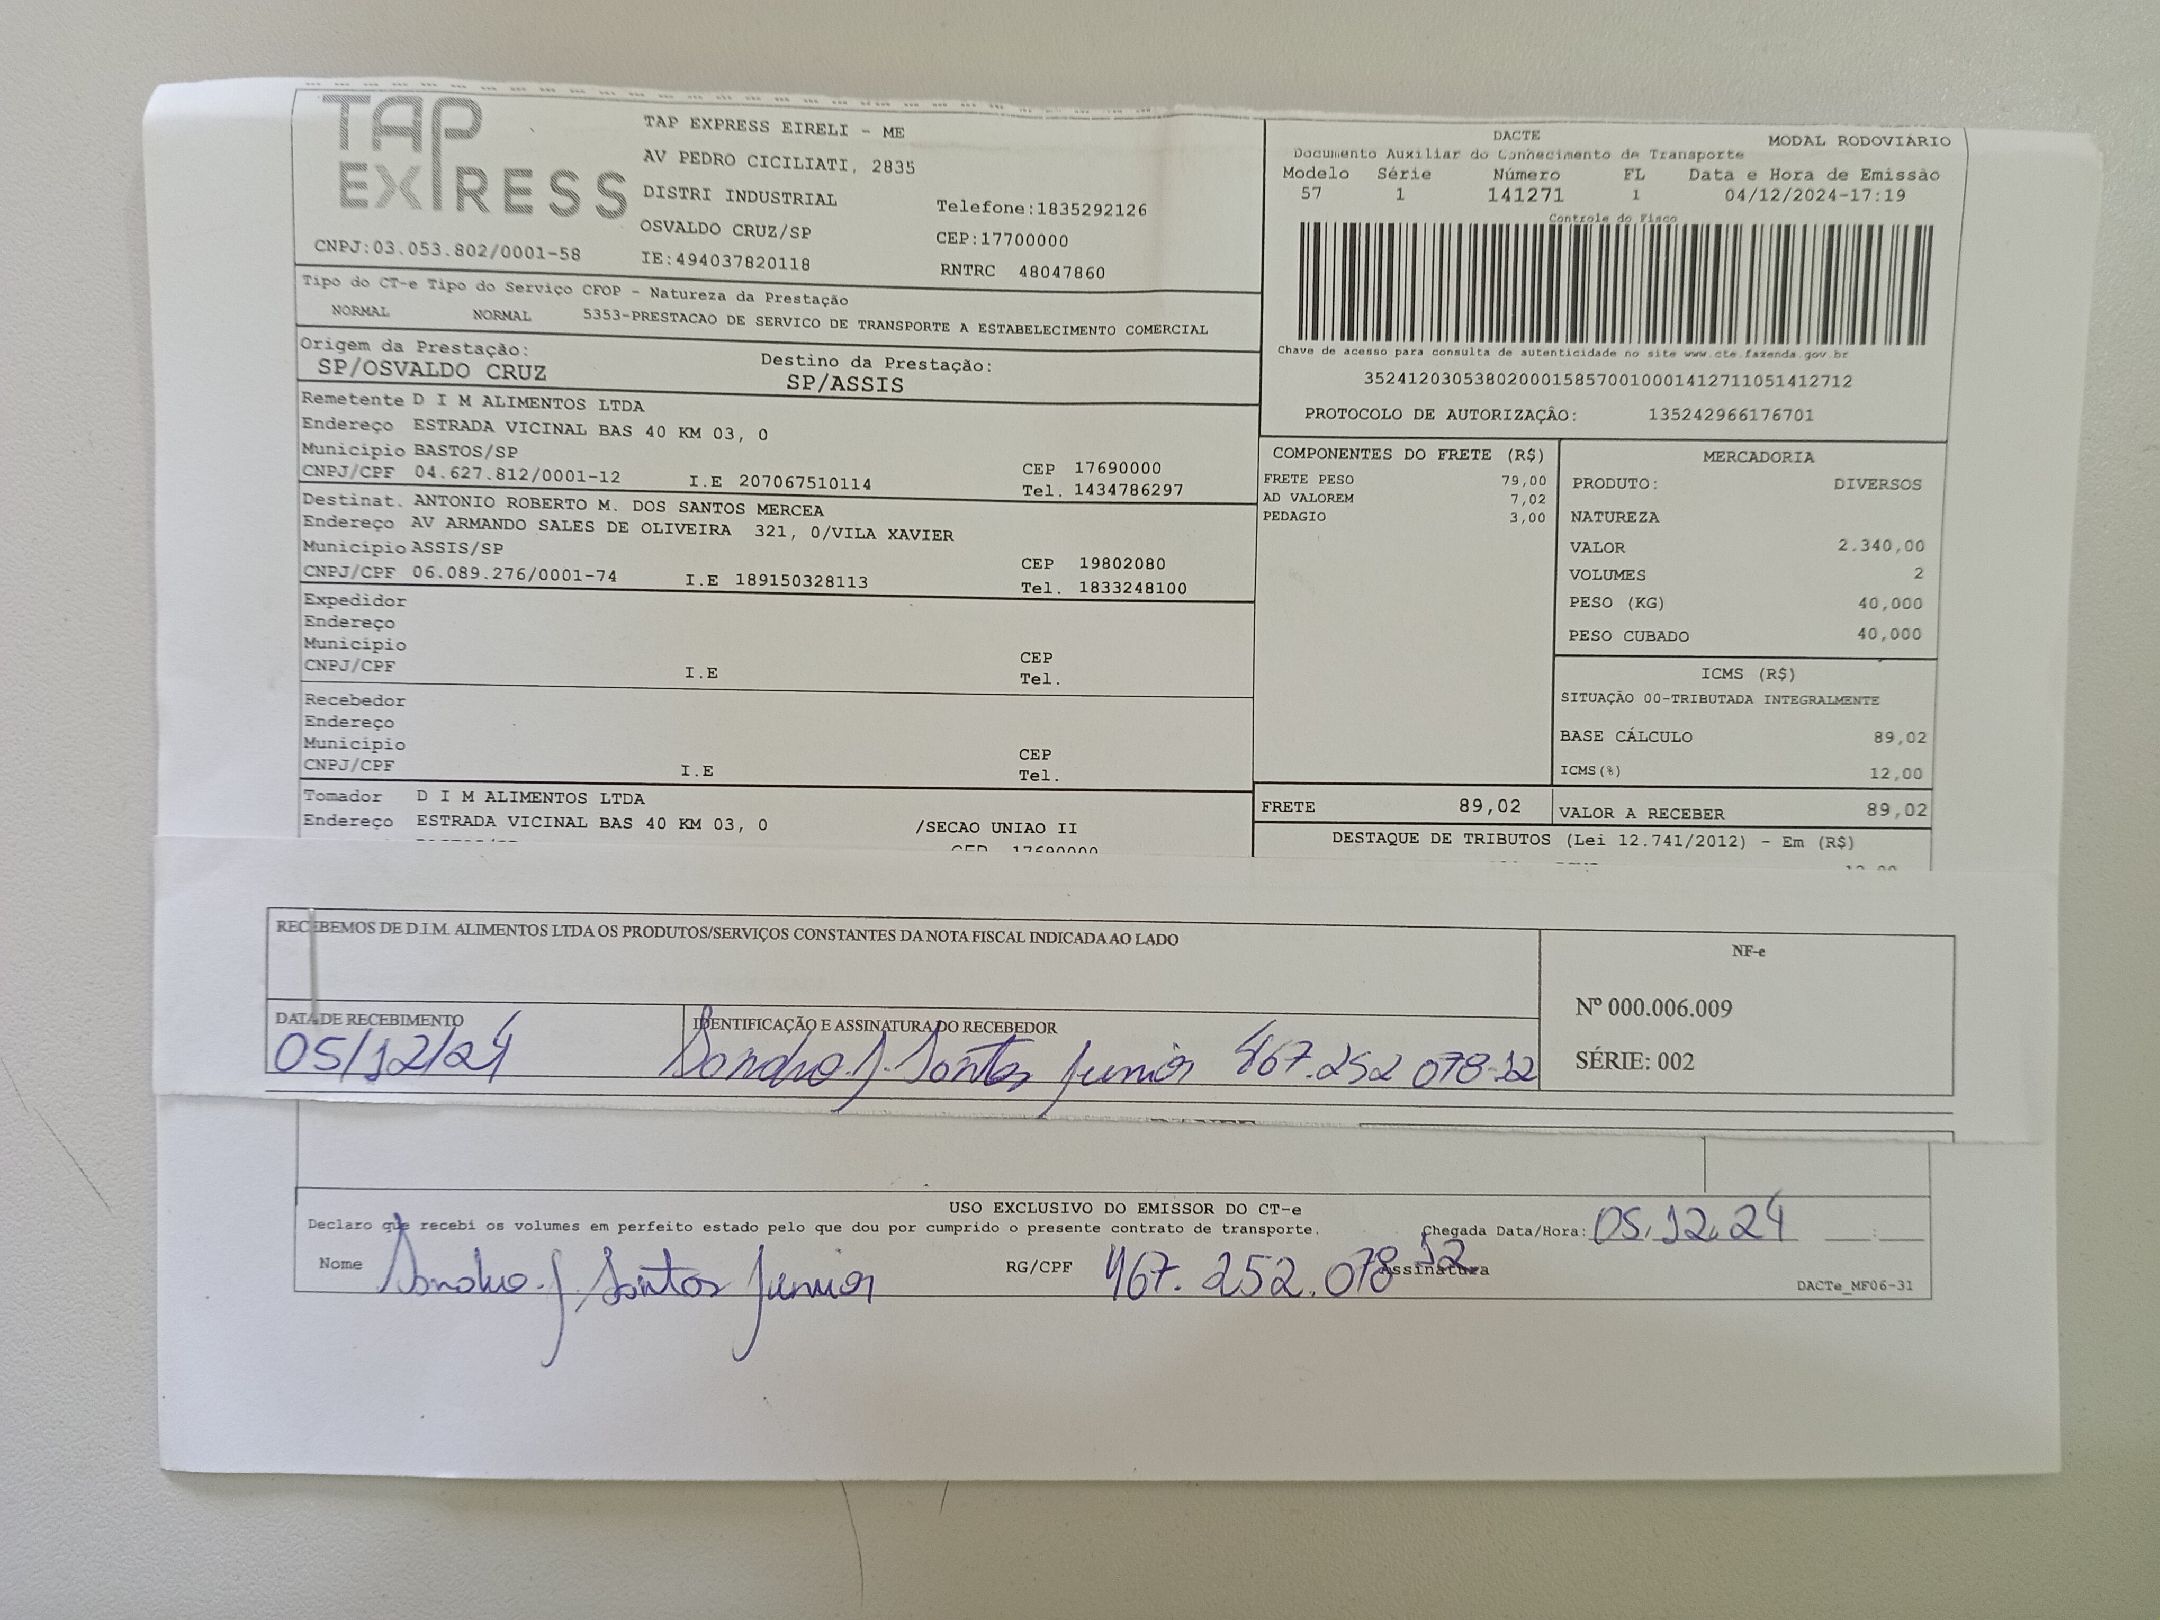 TAP
EXPRESS
CNPJ:03.053.802/0001-58
TAP EXPRESS EIRELI - ME
AV PEDRO CICILIATI, 2835
DISTRI INDUSTRIAL
OSVALDO CRUZ/SP
IE:494037820118
Telefone:1835292126
CEP:17700000
RNTRC 48047860
DACTE MODAL RODOVIÁRIO
Documento Auxiliar do Conhecimento de Transporte
Modelo Série Número FL Data e Hora de Emissão
57 1 141271 1 04/12/2024-17:19
Controle do Fisco
Chave de acesso para consulta de autenticidade no site www.cte.fazenda.gov.br
35241203053802000158570010001412711051412712
PROTOCOLO DE AUTORIZAÇÃO: 135242966176701
Tipo do CT-e Tipo do Serviço CFOP - Natureza da Prestação
NORMAL NORMAL 5353-PRESTACAO DE SERVICO DE TRANSPORTE A ESTABELECIMENTO COMERCIAL
Origem da Prestação: Destino da Prestação:
SP/OSVALDO CRUZ SP/ASSIS
Remetente D I M ALIMENTOS LTDA
Endereço ESTRADA VICINAL BAS 40 KM 03, 0
Município BASTOS/SP CEP 17690000
CNPJ/CPF 04.627.812/0001-12 I.E 207067510114 Tel. 1434786297
Destinat. ANTONIO ROBERTO M. DOS SANTOS MERCEA
Endereço AV ARMANDO SALES DE OLIVEIRA 321, 0/VILA XAVIER
Município ASSIS/SP CEP 19802080
CNPJ/CPF 06.089.276/0001-74 I.E 189150328113 Tel. 1833248100
Expedidor
Endereço
Município CEP
CNPJ/CPF I.E Tel.
Recebedor
Endereço
Município CEP
CNPJ/CPF I.E Tel.
Tomador D I M ALIMENTOS LTDA
Endereço ESTRADA VICINAL BAS 40 KM 03, 0 /SECAO UNIAO II
CEP 17690000
COMPONENTES DO FRETE (R$)
FRETE PESO 79,00
AD VALOREM 7,02
PEDAGIO 3,00
MERCADORIA
PRODUTO: DIVERSOS
NATUREZA
VALOR 2.340,00
VOLUMES 2
PESO (KG) 40,000
PESO CUBADO 40,000
ICMS (R$)
SITUAÇÃO 00-TRIBUTADA INTEGRALMENTE
BASE CÁLCULO 89,02
ICMS(%) 12,00
FRETE 89,02 VALOR A RECEBER 89,02
DESTAQUE DE TRIBUTOS (Lei 12.741/2012) - Em (R$)
RECEBEMOS DE D.I.M. ALIMENTOS LTDA OS PRODUTOS/SERVIÇOS CONSTANTES DA NOTA FISCAL INDICADA AO LADO
NF-e
Nº 000.006.009
SÉRIE: 002
DATA DE RECEBIMENTO IDENTIFICAÇÃO E ASSINATURA DO RECEBEDOR
05/12/24 Sandro J. Santos Junior 467.252 078-12
USO EXCLUSIVO DO EMISSOR DO CT-e
Declaro que recebi os volumes em perfeito estado pelo que dou por cumprido o presente contrato de transporte. Chegada Data/Hora: 05.12.24 :
Nome Sandro J. Santos Junior RG/CPF 467.252.078 12 Assinatura
DACTe_MF06-31